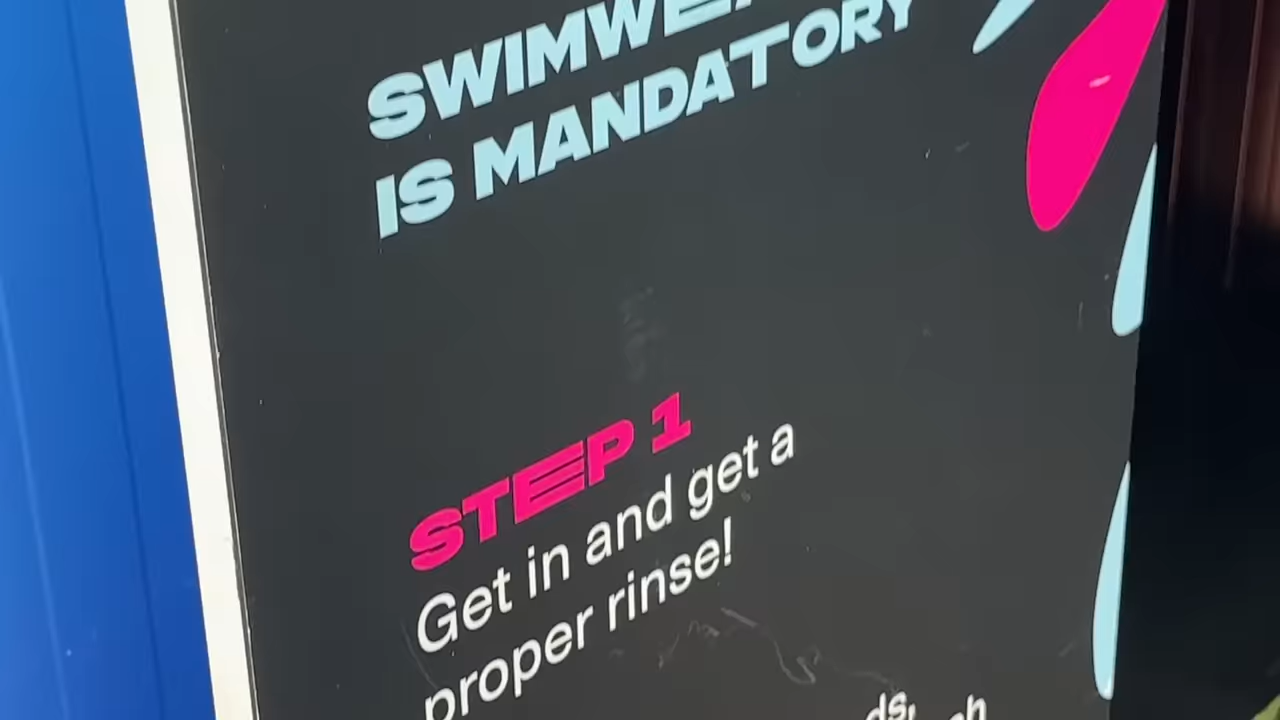 IS MANDATORY
STEP 1
Get in and get a
proper rinse!